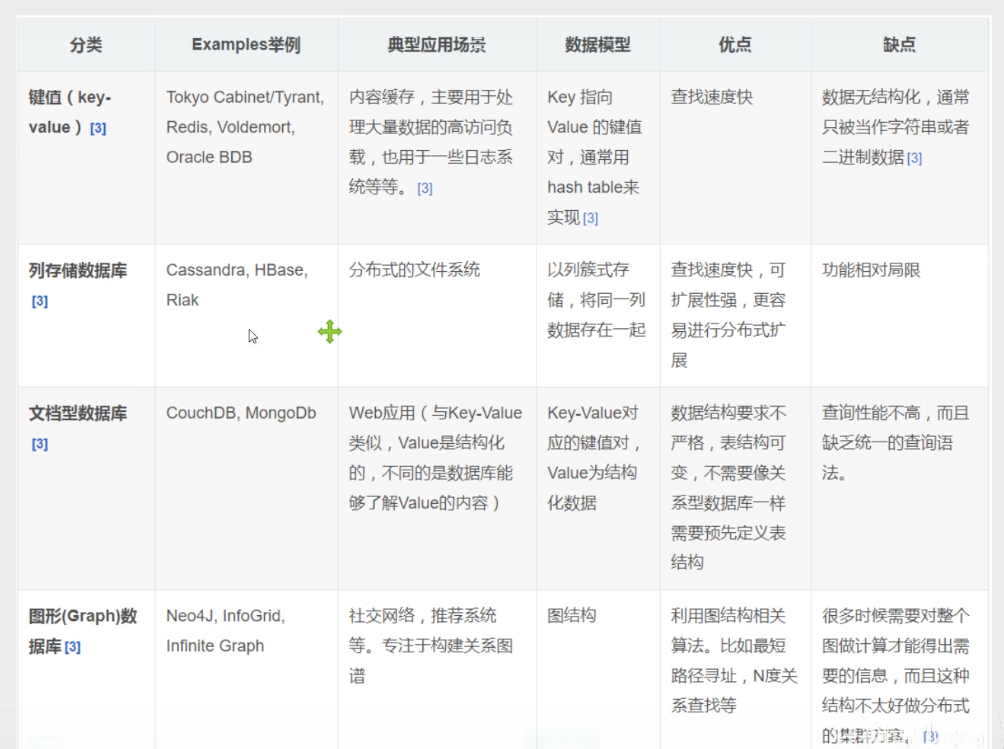 分类
Examples举例
典型应用场景
数据模型
优点
缺点
键值（key-
value）[3]
Tokyo Cabinet/Tyrant,
Redis, Voldemort,
Oracle BDB
内容缓存，主要用于处
理大量数据的高访问负
载，也用于一些日志系
统等等。[3]
Key 指向
Value 的键值
对，通常用
hash table来
实现[3]
查找速度快
数据无结构化，通常
只被当作字符串或者
二进制数据[3]
列存储数据库
[3]
Cassandra, HBase,
Riak
分布式的文件系统
以列簇式存
储，将同一列
数据存在一起
查找速度快，可
扩展性强，更容
易进行分布式扩
展
功能相对局限
文档型数据库
[3]
CouchDB, MongoDb
Web应用（与Key-Value
类似，Value是结构化
的，不同的是数据库能
够了解Value的内容）
Key-Value对
应的键值对，
Value为结构
化数据
数据结构要求不
严格，表结构可
变，不需要像关
系型数据库一样
需要预先定义表
结构
查询性能不高，而且
缺乏统一的查询语
法。
图形(Graph)数
据库[3]
Neo4J, InfoGrid,
Infinite Graph
社交网络，推荐系统
等。专注于构建关系图
谱
图结构
利用图结构相关
算法。比如最短
路径寻址，N度关
系查找等
很多时候需要对整个
图做计算才能得出需
要的信息，而且这种
结构不太好做分布式
的集群方案。[3]